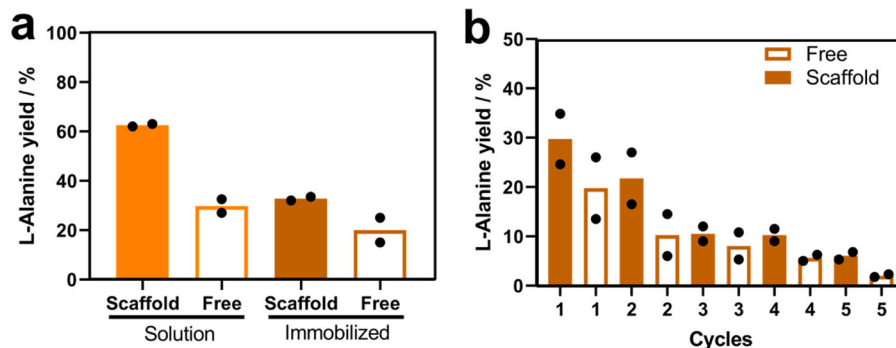 a
L-Alanine yield / %
100
80
60
40
20
0
Scaffold Free Scaffold Free
Solution Immobilized
b
L-Alanine yield / %
50
40
30
20
10
0
Free
Scaffold
1 1 2 2 3 3 4 4 5 5
Cycles